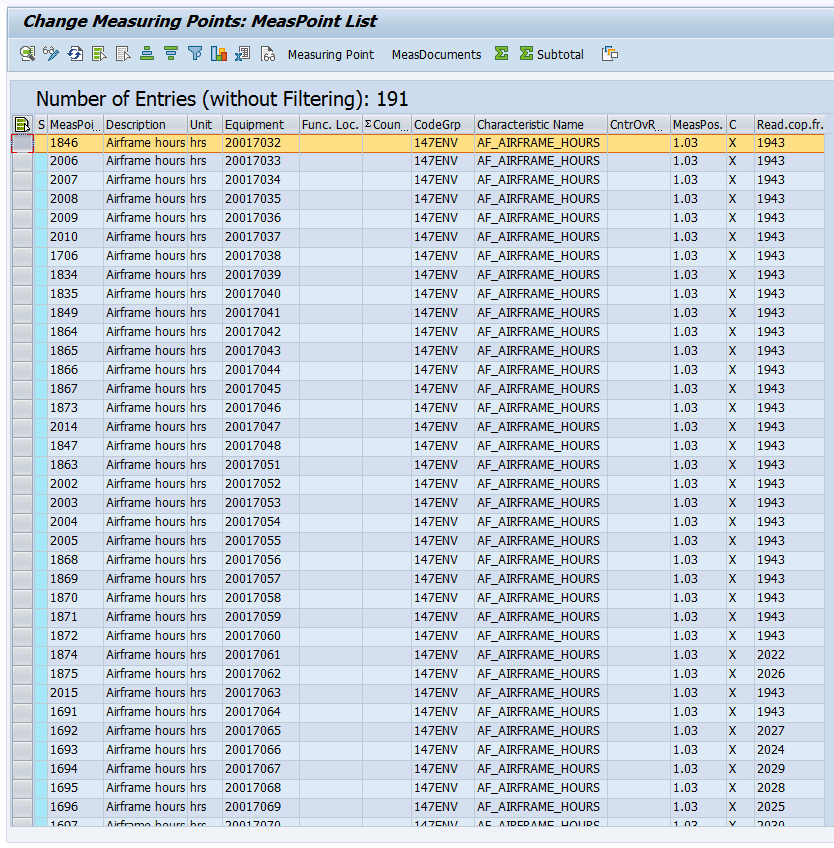 Change Measuring Points: MeasPoint List
Measuring Point MeasDocuments Subtotal
Number of Entries (without Filtering): 191
S MeasPoi.. Description Unit Equipment Func. Loc. ΣCoun... CodeGrp Characteristic Name CntrOvR... MeasPos. C Read.cop.fr.
1846 Airframe hours hrs 20017032 147ENV AF_AIRFRAME_HOURS 1.03 X 1943
2006 Airframe hours hrs 20017033 147ENV AF_AIRFRAME_HOURS 1.03 X 1943
2007 Airframe hours hrs 20017034 147ENV AF_AIRFRAME_HOURS 1.03 X 1943
2008 Airframe hours hrs 20017035 147ENV AF_AIRFRAME_HOURS 1.03 X 1943
2009 Airframe hours hrs 20017036 147ENV AF_AIRFRAME_HOURS 1.03 X 1943
2010 Airframe hours hrs 20017037 147ENV AF_AIRFRAME_HOURS 1.03 X 1943
1706 Airframe hours hrs 20017038 147ENV AF_AIRFRAME_HOURS 1.03 X 1943
1834 Airframe hours hrs 20017039 147ENV AF_AIRFRAME_HOURS 1.03 X 1943
1835 Airframe hours hrs 20017040 147ENV AF_AIRFRAME_HOURS 1.03 X 1943
1849 Airframe hours hrs 20017041 147ENV AF_AIRFRAME_HOURS 1.03 X 1943
1864 Airframe hours hrs 20017042 147ENV AF_AIRFRAME_HOURS 1.03 X 1943
1865 Airframe hours hrs 20017043 147ENV AF_AIRFRAME_HOURS 1.03 X 1943
1866 Airframe hours hrs 20017044 147ENV AF_AIRFRAME_HOURS 1.03 X 1943
1867 Airframe hours hrs 20017045 147ENV AF_AIRFRAME_HOURS 1.03 X 1943
1873 Airframe hours hrs 20017046 147ENV AF_AIRFRAME_HOURS 1.03 X 1943
2014 Airframe hours hrs 20017047 147ENV AF_AIRFRAME_HOURS 1.03 X 1943
1847 Airframe hours hrs 20017048 147ENV AF_AIRFRAME_HOURS 1.03 X 1943
1863 Airframe hours hrs 20017051 147ENV AF_AIRFRAME_HOURS 1.03 X 1943
2002 Airframe hours hrs 20017052 147ENV AF_AIRFRAME_HOURS 1.03 X 1943
2003 Airframe hours hrs 20017053 147ENV AF_AIRFRAME_HOURS 1.03 X 1943
2004 Airframe hours hrs 20017054 147ENV AF_AIRFRAME_HOURS 1.03 X 1943
2005 Airframe hours hrs 20017055 147ENV AF_AIRFRAME_HOURS 1.03 X 1943
1868 Airframe hours hrs 20017056 147ENV AF_AIRFRAME_HOURS 1.03 X 1943
1869 Airframe hours hrs 20017057 147ENV AF_AIRFRAME_HOURS 1.03 X 1943
1870 Airframe hours hrs 20017058 147ENV AF_AIRFRAME_HOURS 1.03 X 1943
1871 Airframe hours hrs 20017059 147ENV AF_AIRFRAME_HOURS 1.03 X 1943
1872 Airframe hours hrs 20017060 147ENV AF_AIRFRAME_HOURS 1.03 X 1943
1874 Airframe hours hrs 20017061 147ENV AF_AIRFRAME_HOURS 1.03 X 2022
1875 Airframe hours hrs 20017062 147ENV AF_AIRFRAME_HOURS 1.03 X 2026
2015 Airframe hours hrs 20017063 147ENV AF_AIRFRAME_HOURS 1.03 X 1943
1691 Airframe hours hrs 20017064 147ENV AF_AIRFRAME_HOURS 1.03 X 1943
1692 Airframe hours hrs 20017065 147ENV AF_AIRFRAME_HOURS 1.03 X 2027
1693 Airframe hours hrs 20017066 147ENV AF_AIRFRAME_HOURS 1.03 X 2024
1694 Airframe hours hrs 20017067 147ENV AF_AIRFRAME_HOURS 1.03 X 2029
1695 Airframe hours hrs 20017068 147ENV AF_AIRFRAME_HOURS 1.03 X 2028
1696 Airframe hours hrs 20017069 147ENV AF_AIRFRAME_HOURS 1.03 X 2025
1697 Airframe hours hrs 20017070 147ENV AF_AIRFRAME_HOURS 1.03 X 2030